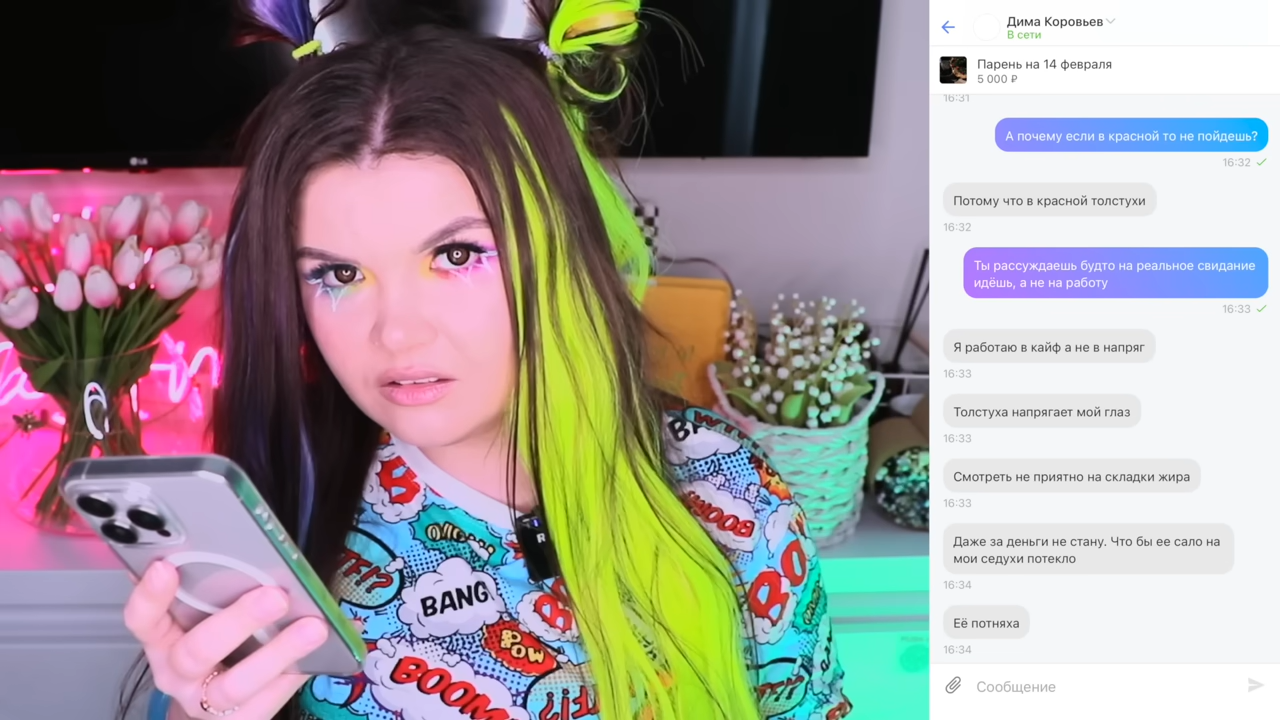 LG
BANG
BOOM
POW
BOOM
R
Дима Коровьев
В сети
Парень на 14 февраля
5 000 ₽
16:31
А почему если в красной то не пойдешь?
16:32
Потому что в красной толстухи
16:32
Ты рассуждаешь будто на реальное свидание
идёшь, а не на работу
16:33
Я работаю в кайф а не в напряг
16:33
Толстуха напрягает мой глаз
16:33
Смотреть не приятно на складки жира
16:33
Даже за деньги не стану. Что бы ее сало на
мои седухи потекло
16:34
Её потняха
16:34
Сообщение